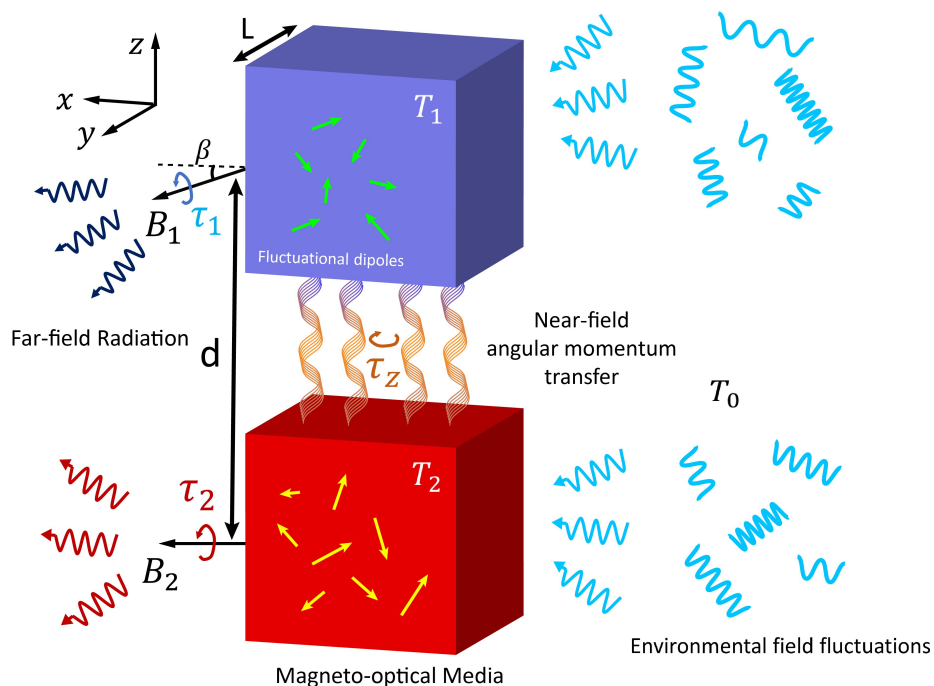 L
z
x
y
T₁
β
B₁
τ₁
Fluctuational dipoles
Far-field Radiation
d
τ_z
Near-field
angular momentum
transfer
T₀
T₂
τ₂
B₂
Environmental field fluctuations
Magneto-optical Media